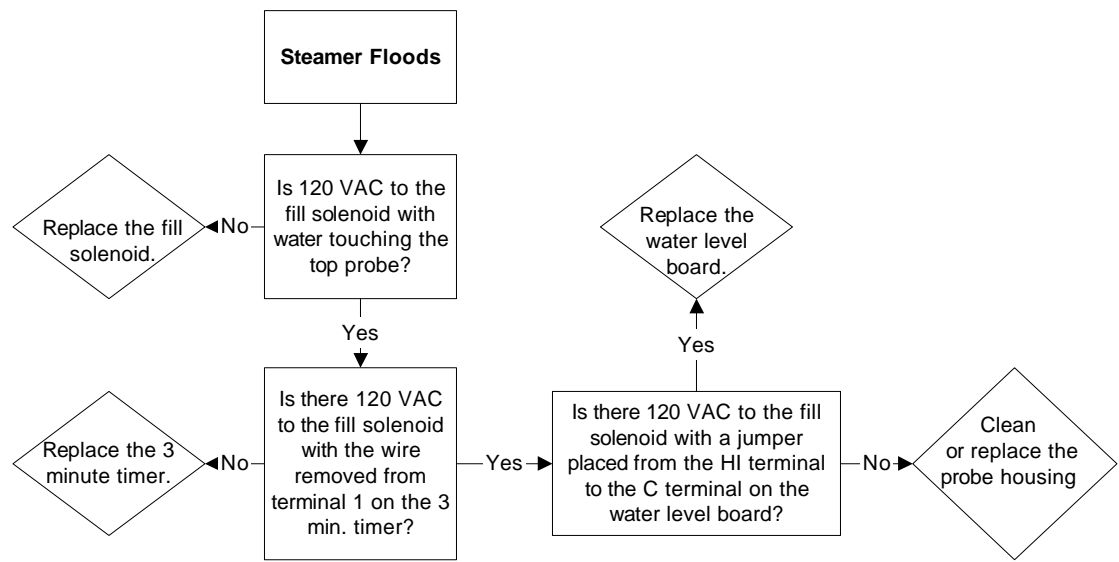 Steamer Floods
Is 120 VAC to the
fill solenoid with
water touching the
top probe?
No
Replace the fill
solenoid.
Yes
Is there 120 VAC
to the fill solenoid
with the wire
removed from
terminal 1 on the 3
min. timer?
No
Replace the 3
minute timer.
Yes
Is there 120 VAC to the fill
solenoid with a jumper
placed from the HI terminal
to the C terminal on the
water level board?
Yes
Replace the
water level
board.
No
Clean
or replace the
probe housing